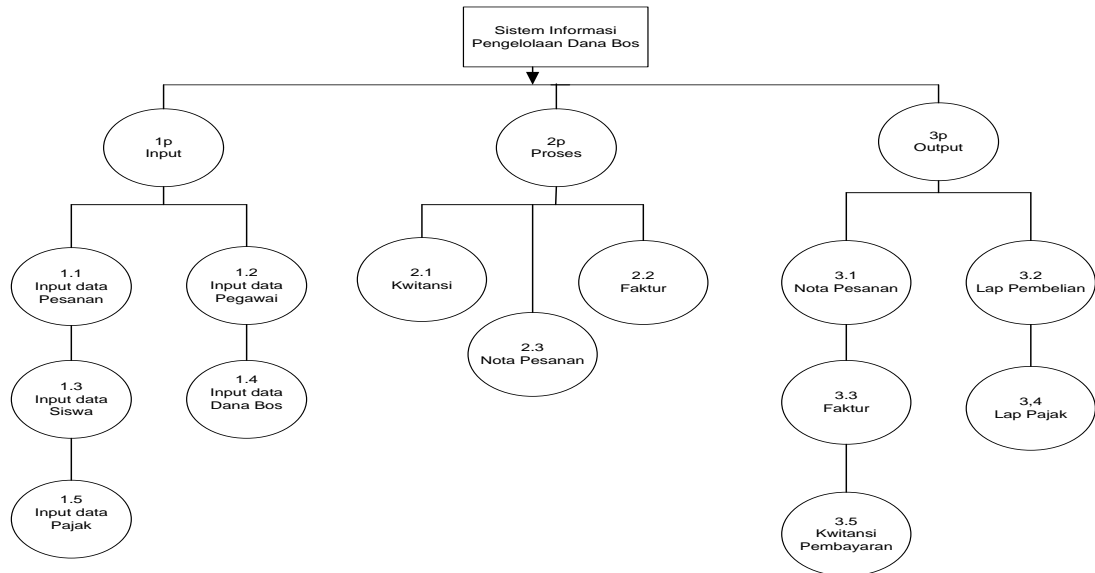 Sistem Informasi
Pengelolaan Dana Bos
1p
Input
2p
Proses
3p
Output
1.1
Input data
Pesanan
1.2
Input data
Pegawai
2.1
Kwitansi
2.2
Faktur
3.1
Nota Pesanan
3.2
Lap Pembelian
2.3
Nota Pesanan
1.3
Input data
Siswa
1.4
Input data
Dana Bos
3.3
Faktur
3,4
Lap Pajak
1.5
Input data
Pajak
3.5
Kwitansi
Pembayaran